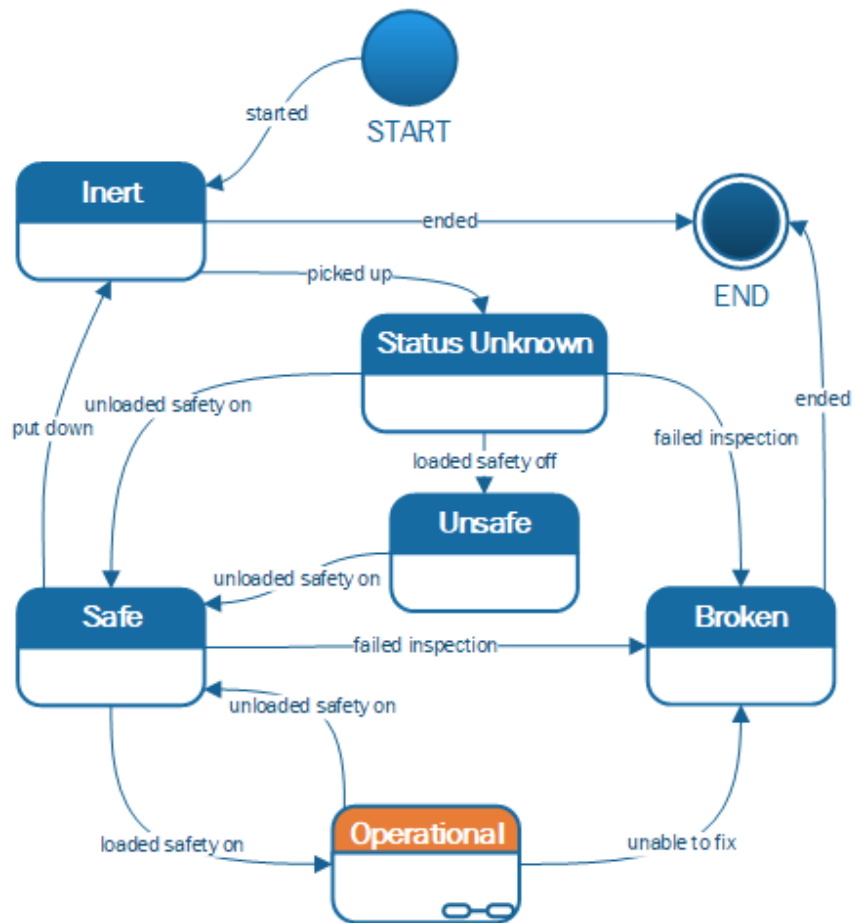 START
started
Inert
ended
END
picked up
Status Unknown
unloaded safety on
ended
put down
failed inspection
loaded safety off
Unsafe
unloaded safety on
Safe
Broken
failed inspection
unloaded safety on
Operational
loaded safety on
unable to fix